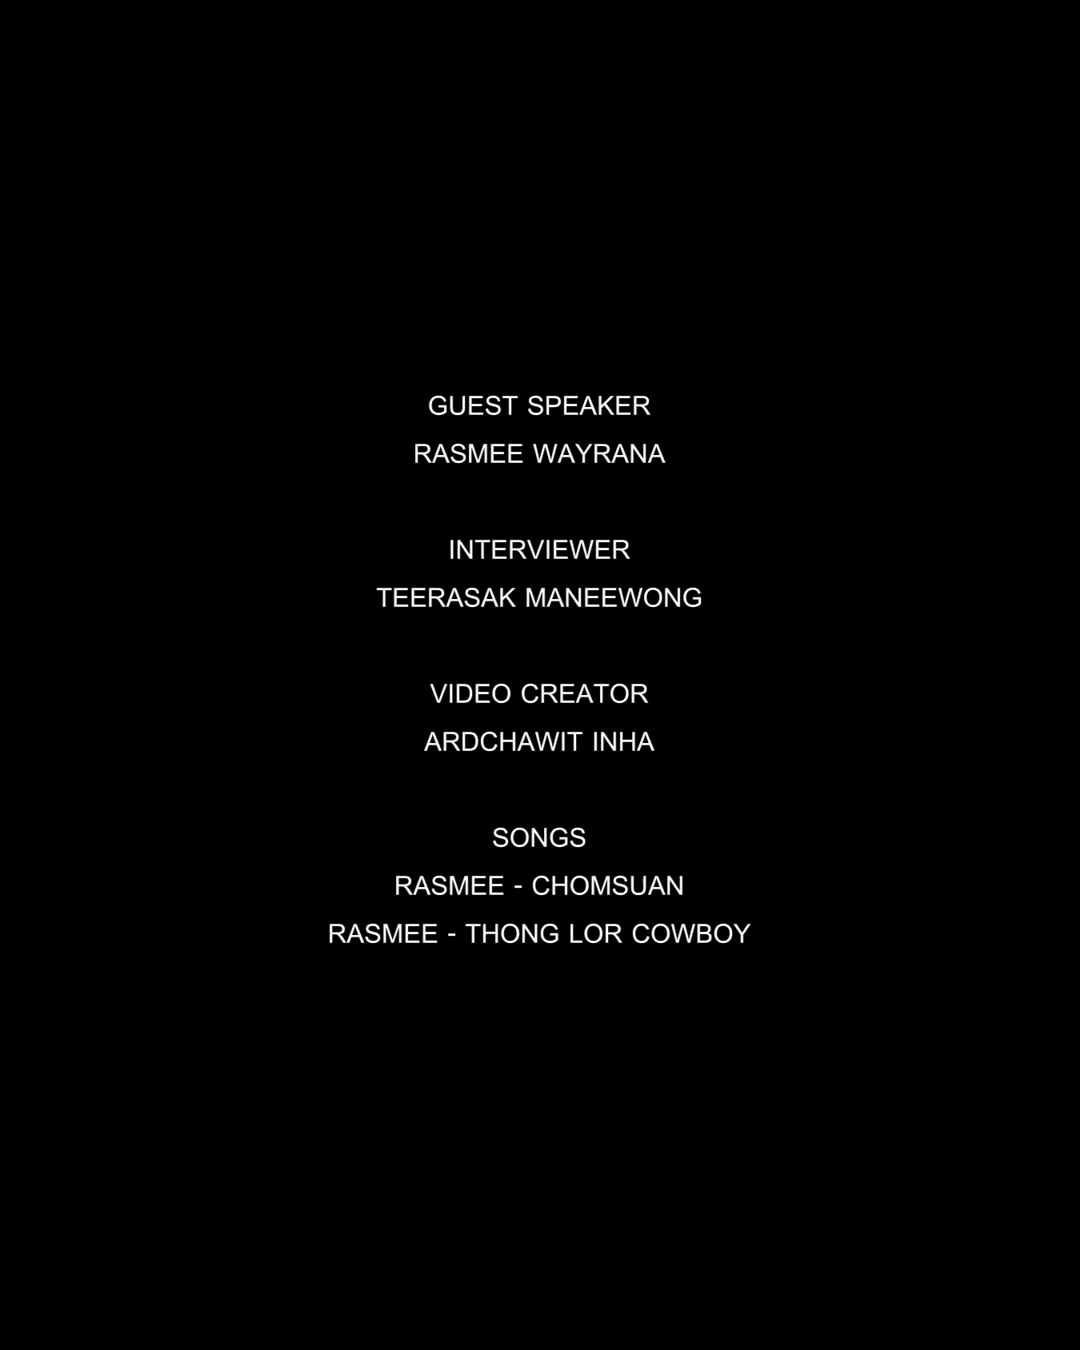 GUEST SPEAKER
RASMEE WAYRANA
INTERVIEWER
TEERASAK MANEEWONG
VIDEO CREATOR
ARDCHAWIT INHA
SONGS
RASMEE - CHOMSUAN
RASMEE - THONG LOR COWBOY